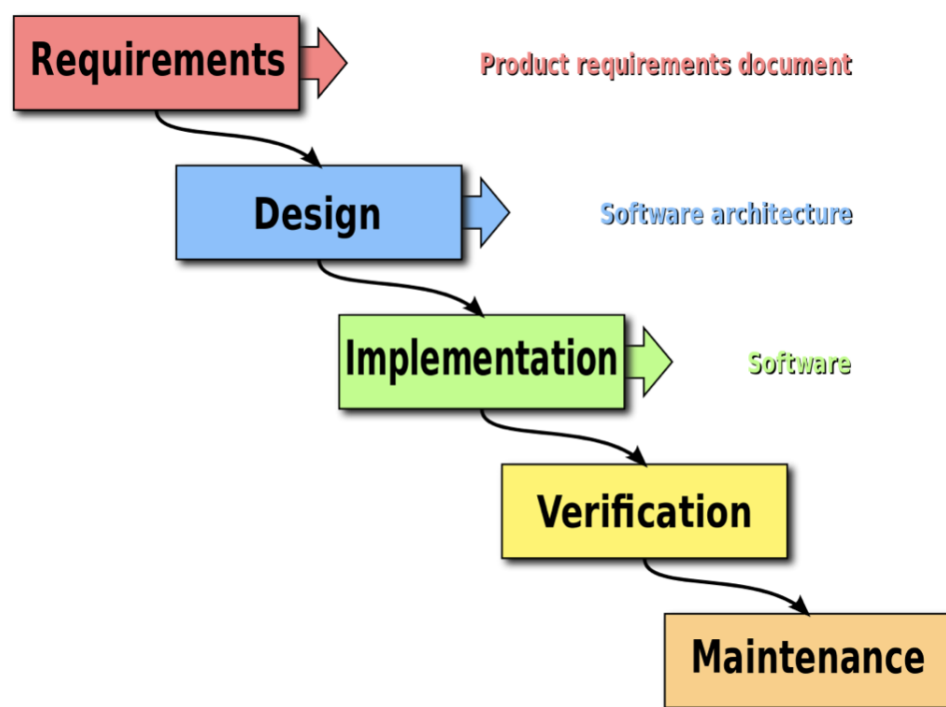 Requirements
Product requirements document
Design
Software architecture
Implementation
Software
Verification
Maintenance